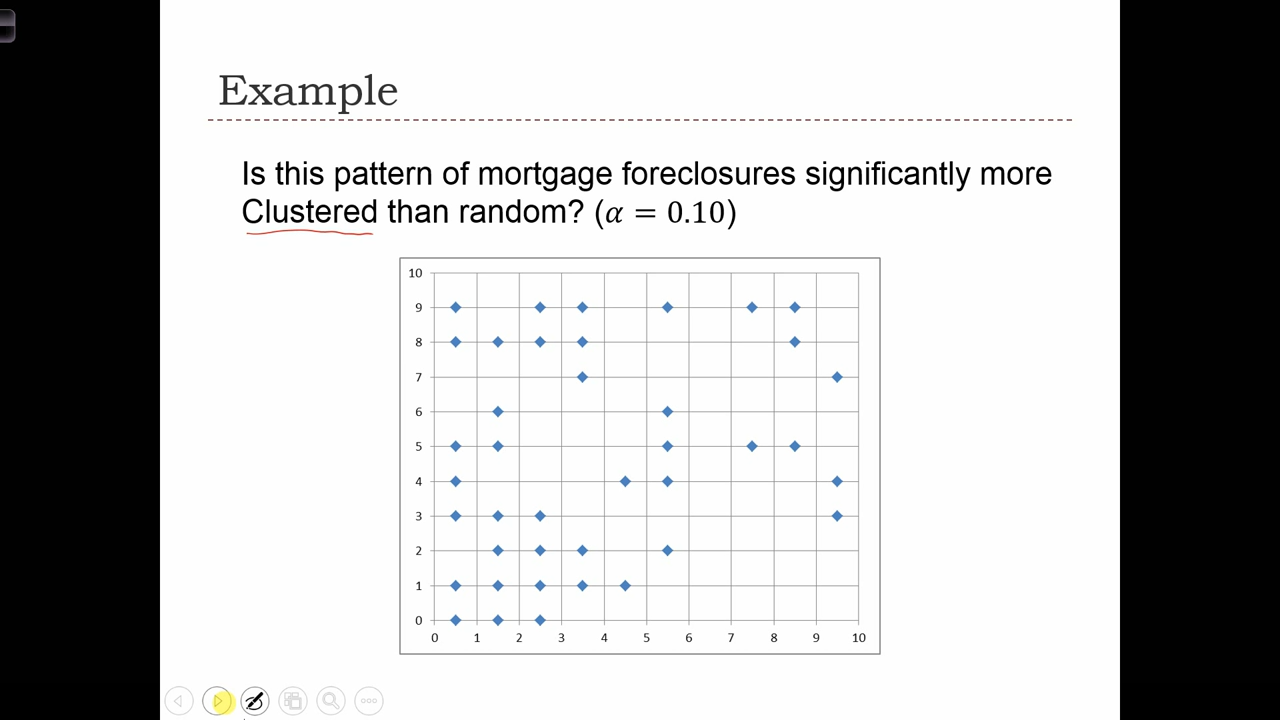 Example
Is this pattern of mortgage foreclosures significantly more
Clustered than random? (𝛼 = 0.10)
10
9
8
7
6
5
4
3
2
1
0
0 1 2 3 4 5 6 7 8 9 10